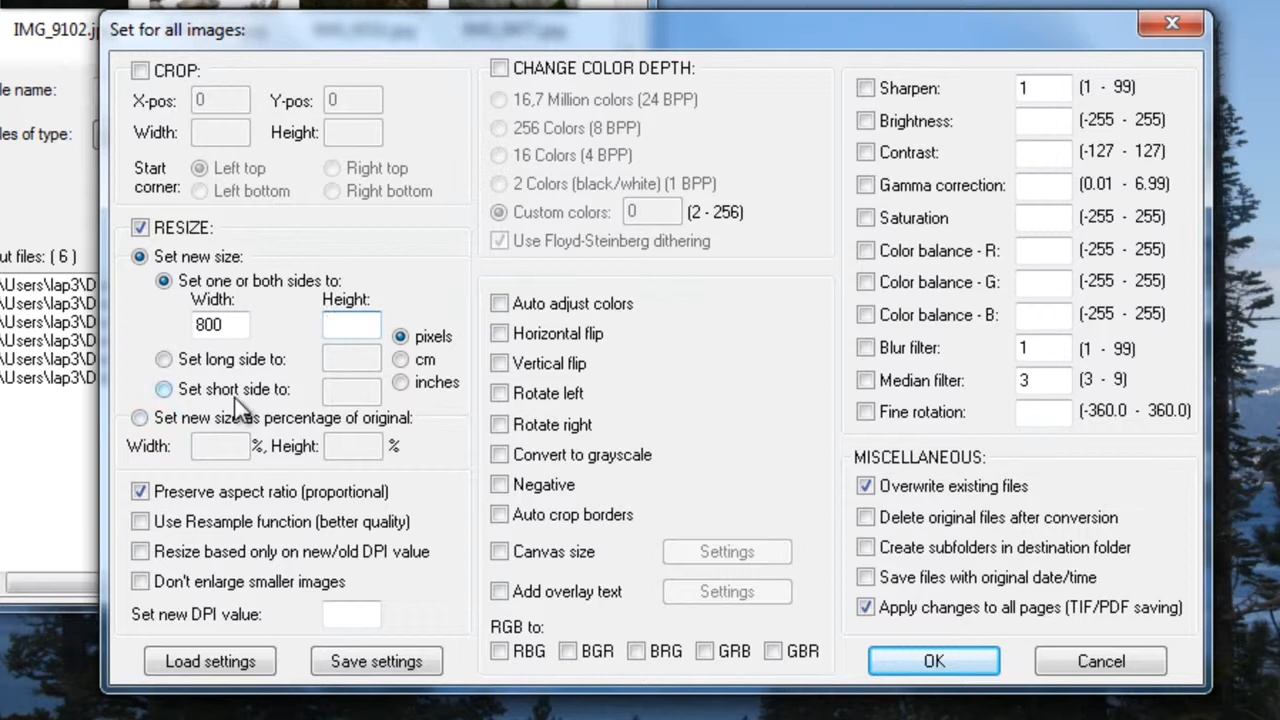 IMG_9102.j
Set for all images:
le name:
les of type:
ut files: ( 6 )
\Users\lap3\D
\Users\lap3\D
\Users\lap3\D
\Users\lap3\D
\Users\lap3\D
\Users\lap3\D
CROP:
X-pos: 0 Y-pos: 0
Width: Height:
Start corner:
Left top Right top
Left bottom Right bottom
RESIZE:
Set new size:
Set one or both sides to:
Width: Height:
800
pixels
Set long side to: cm
Set short side to: inches
Set new size as percentage of original:
Width: %, Height: %
Preserve aspect ratio (proportional)
Use Resample function (better quality)
Resize based only on new/old DPI value
Don't enlarge smaller images
Set new DPI value:
Load settings Save settings
CHANGE COLOR DEPTH:
16,7 Million colors (24 BPP)
256 Colors (8 BPP)
16 Colors (4 BPP)
2 Colors (black/white) (1 BPP)
Custom colors: 0 (2 - 256)
Use Floyd-Steinberg dithering
Auto adjust colors
Horizontal flip
Vertical flip
Rotate left
Rotate right
Convert to grayscale
Negative
Auto crop borders
Canvas size Settings
Add overlay text Settings
RGB to:
RBG BGR BRG GRB GBR
Sharpen: 1 (1 - 99)
Brightness: (-255 - 255)
Contrast: (-127 - 127)
Gamma correction: (0.01 - 6.99)
Saturation (-255 - 255)
Color balance - R: (-255 - 255)
Color balance - G: (-255 - 255)
Color balance - B: (-255 - 255)
Blur filter: 1 (1 - 99)
Median filter: 3 (3 - 9)
Fine rotation: (-360.0 - 360.0)
MISCELLANEOUS:
Overwrite existing files
Delete original files after conversion
Create subfolders in destination folder
Save files with original date/time
Apply changes to all pages (TIF/PDF saving)
OK Cancel